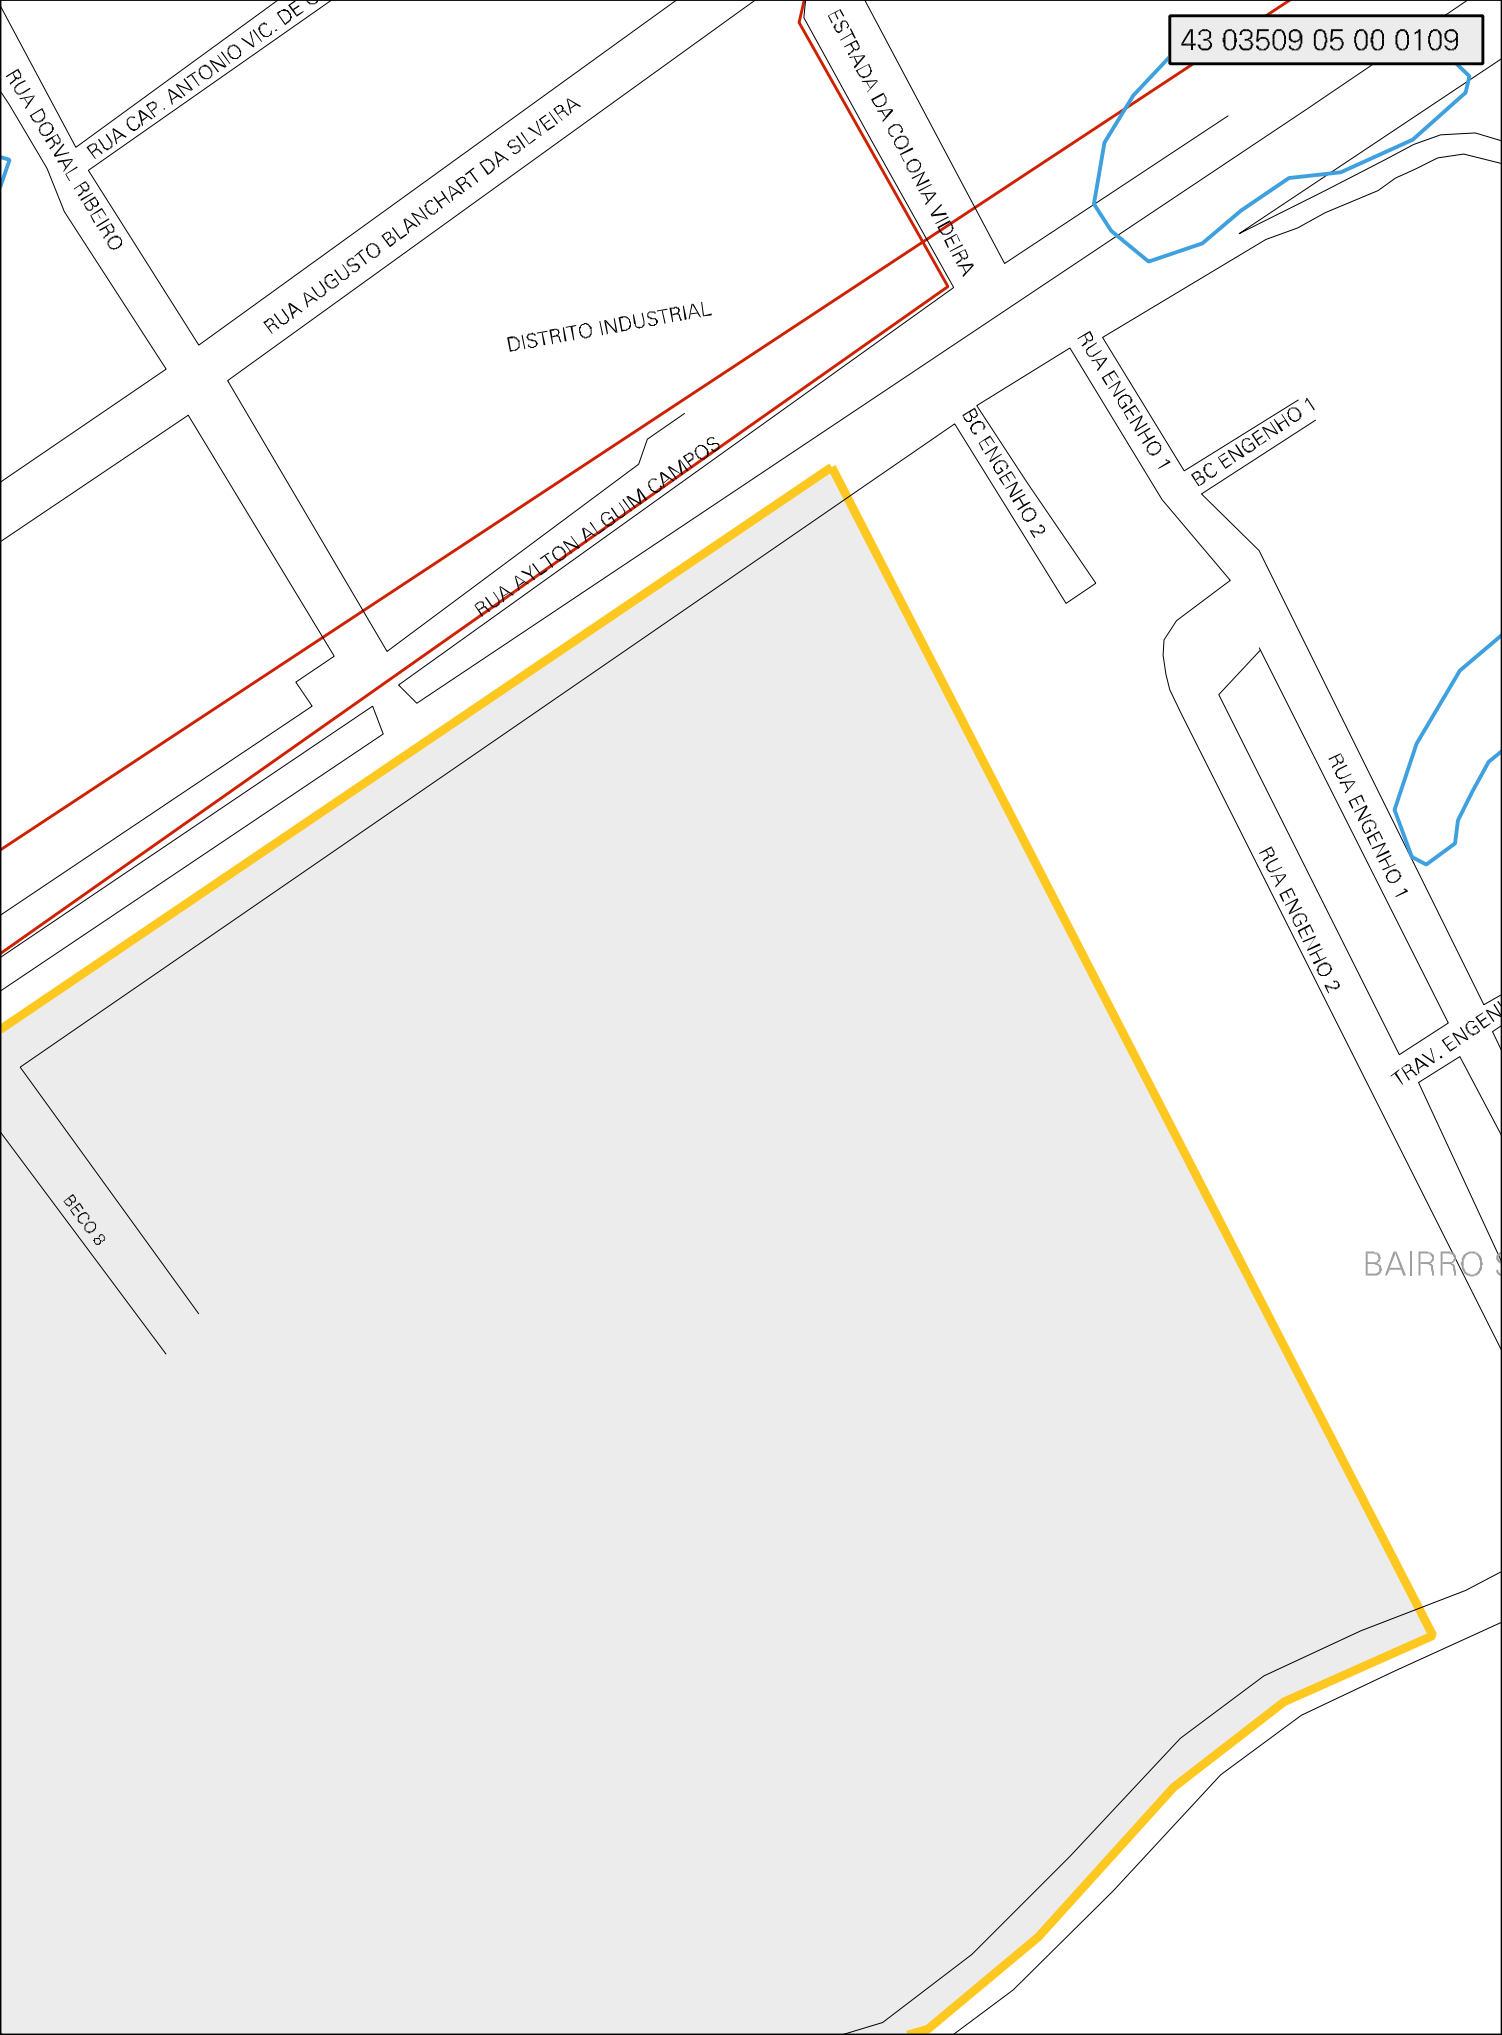 43 03509 05 00 0109
RUA CAP. ANTONIO VIC. DE
RUA DORVAL RIBEIRO
ESTRADA DA COLONIA VIDEIRA
RUA AUGUSTO BLANCHART DA SILVEIRA
DISTRITO INDUSTRIAL
RUA ENGENHO 1
BC ENGENHO 1
BC ENGENHO 2
RUA AYLTON ALGUIM CAMPOS
RUA ENGENHO 1
RUA ENGENHO 2
TRAV.
BECO 8
BAIRRO